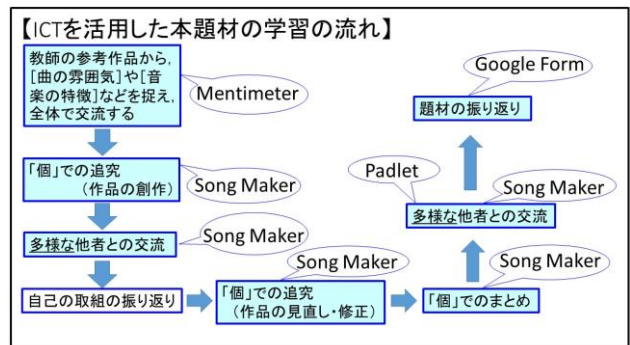 【ICTを活用した本題材の学習の流れ】
教師の参考作品から,
[曲の雰囲気]や[音
楽の特徴]などを捉え,
全体で交流する
Mentimeter
「個」での追究
(作品の創作)
Song Maker
多様な他者との交流
Song Maker
自己の取組の振り返り
「個」での追究
(作品の見直し・修正)
Song Maker
「個」でのまとめ
Song Maker
多様な他者との交流
Padlet
Song Maker
題材の振り返り
Google Form